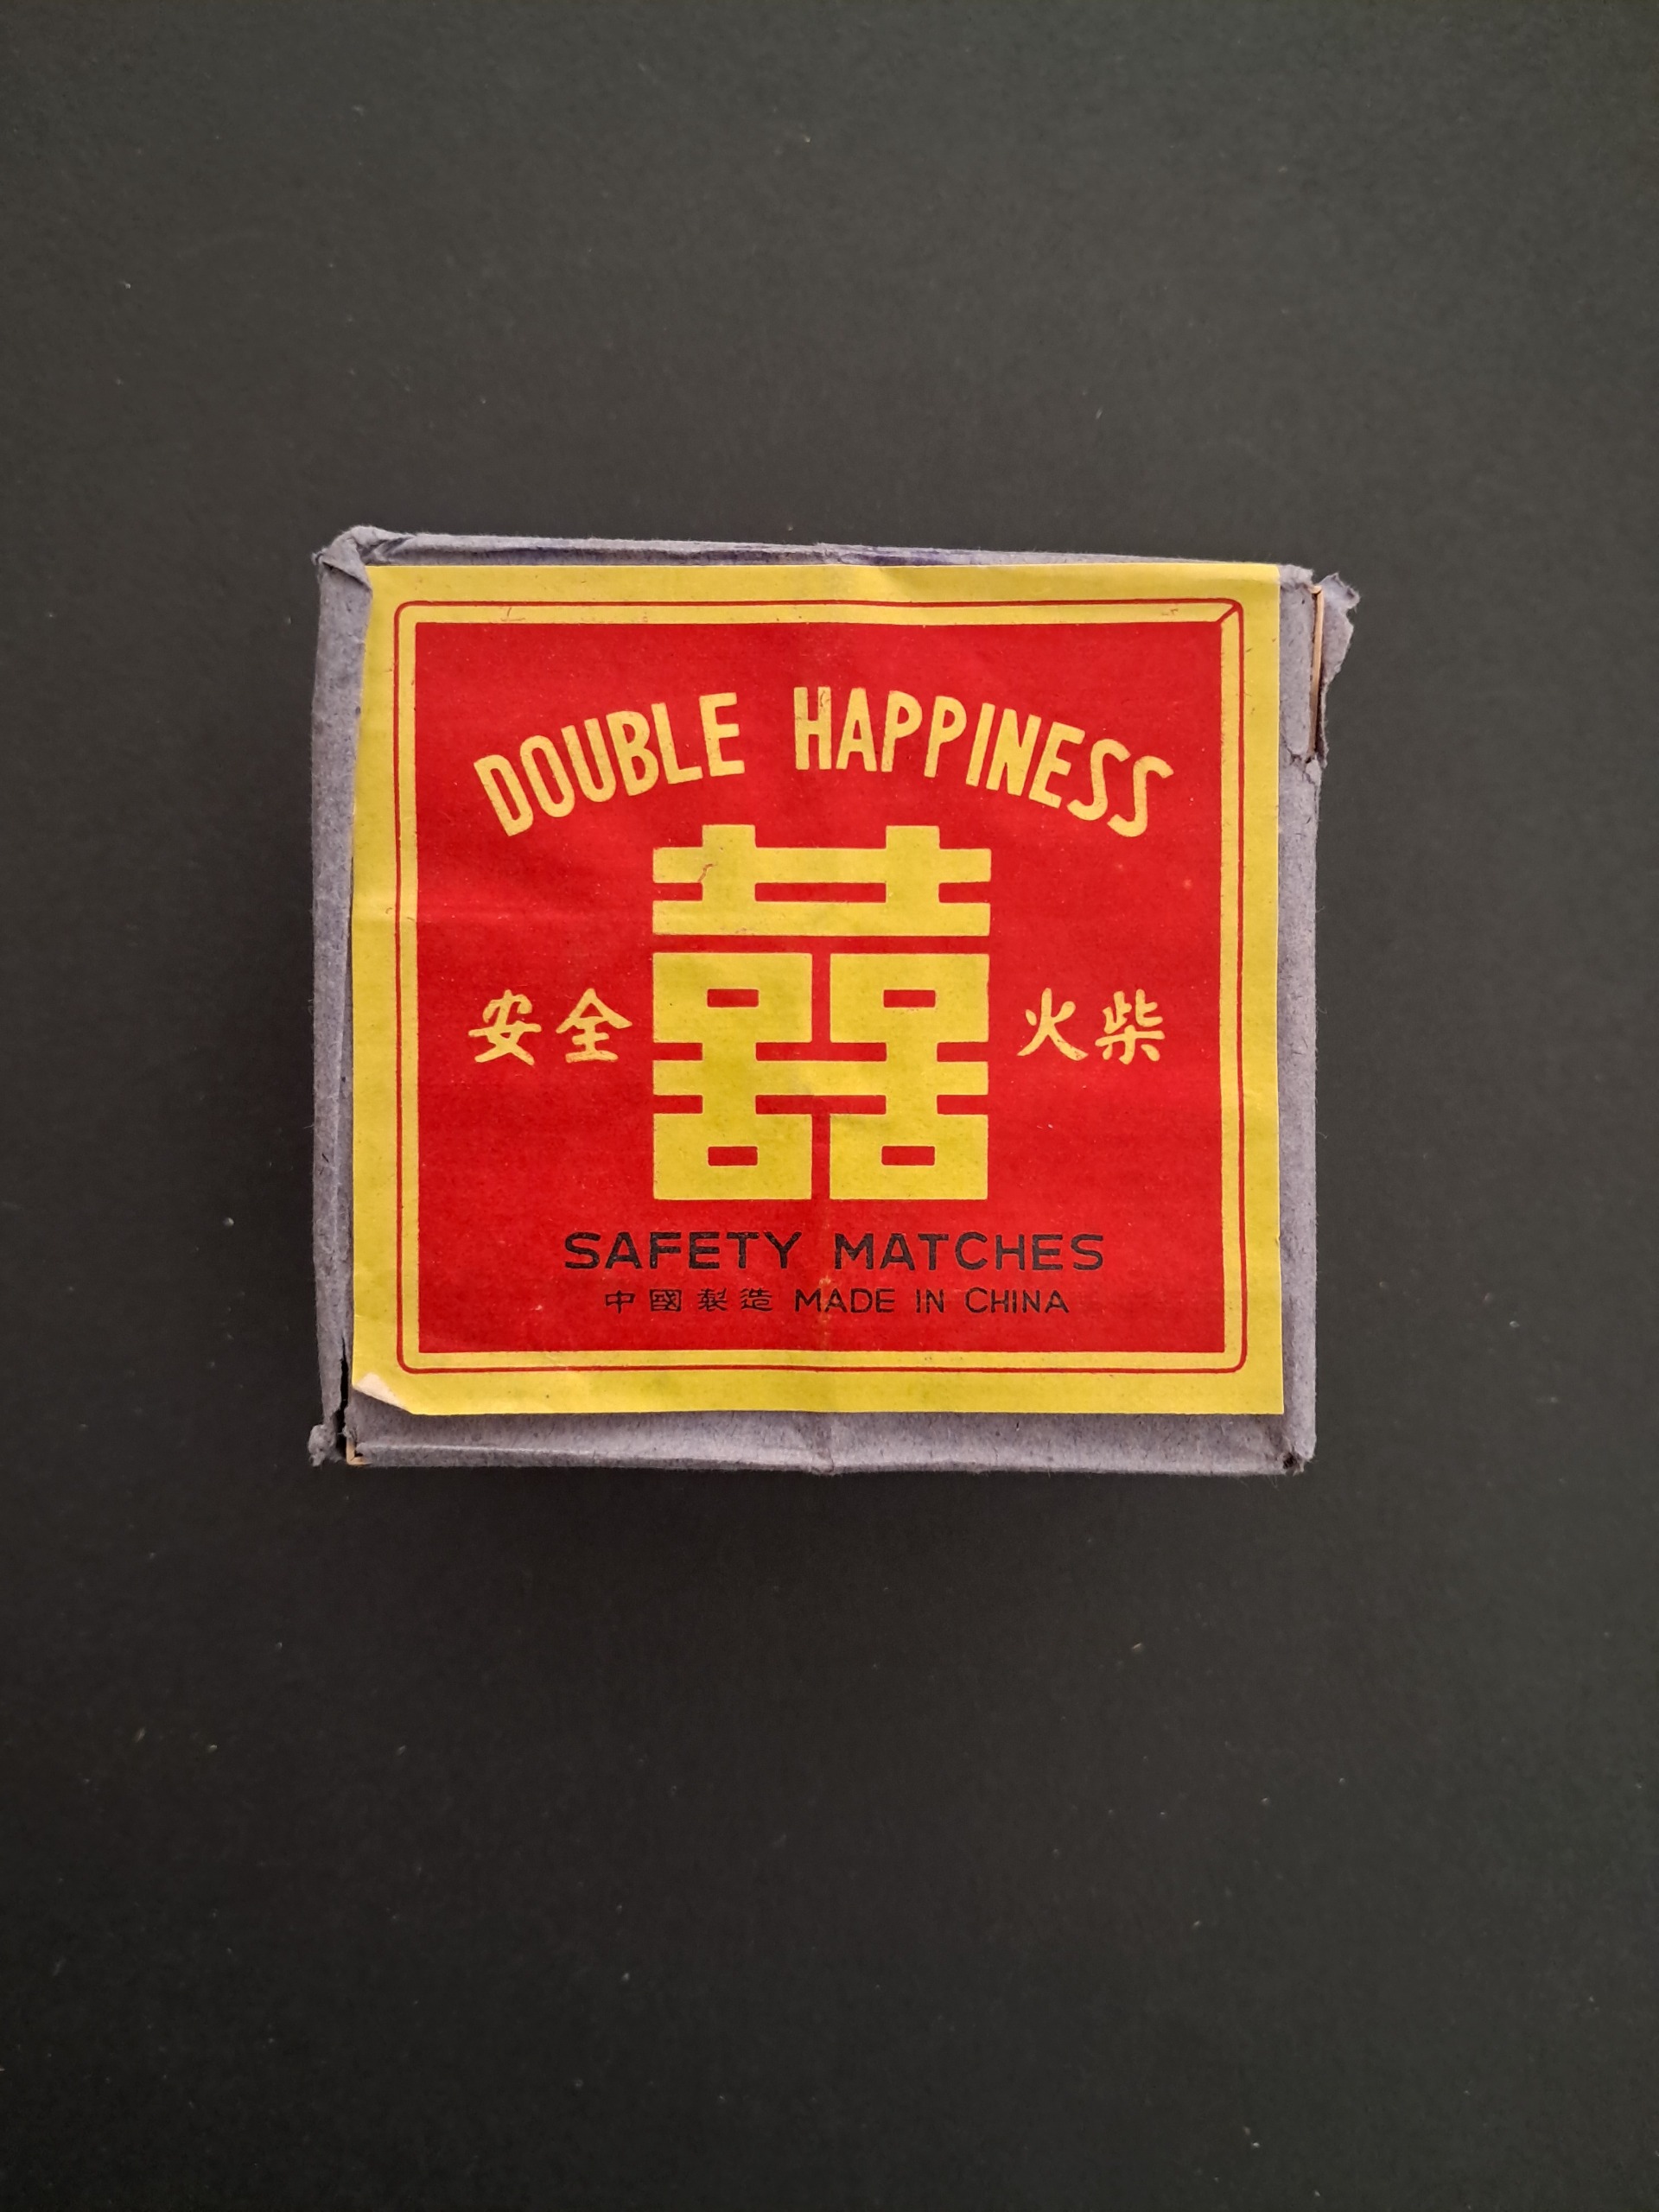 DOUBLE HAPPINESS
囍
安全 火柴
SAFETY MATCHES
中國製造 MADE IN CHINA